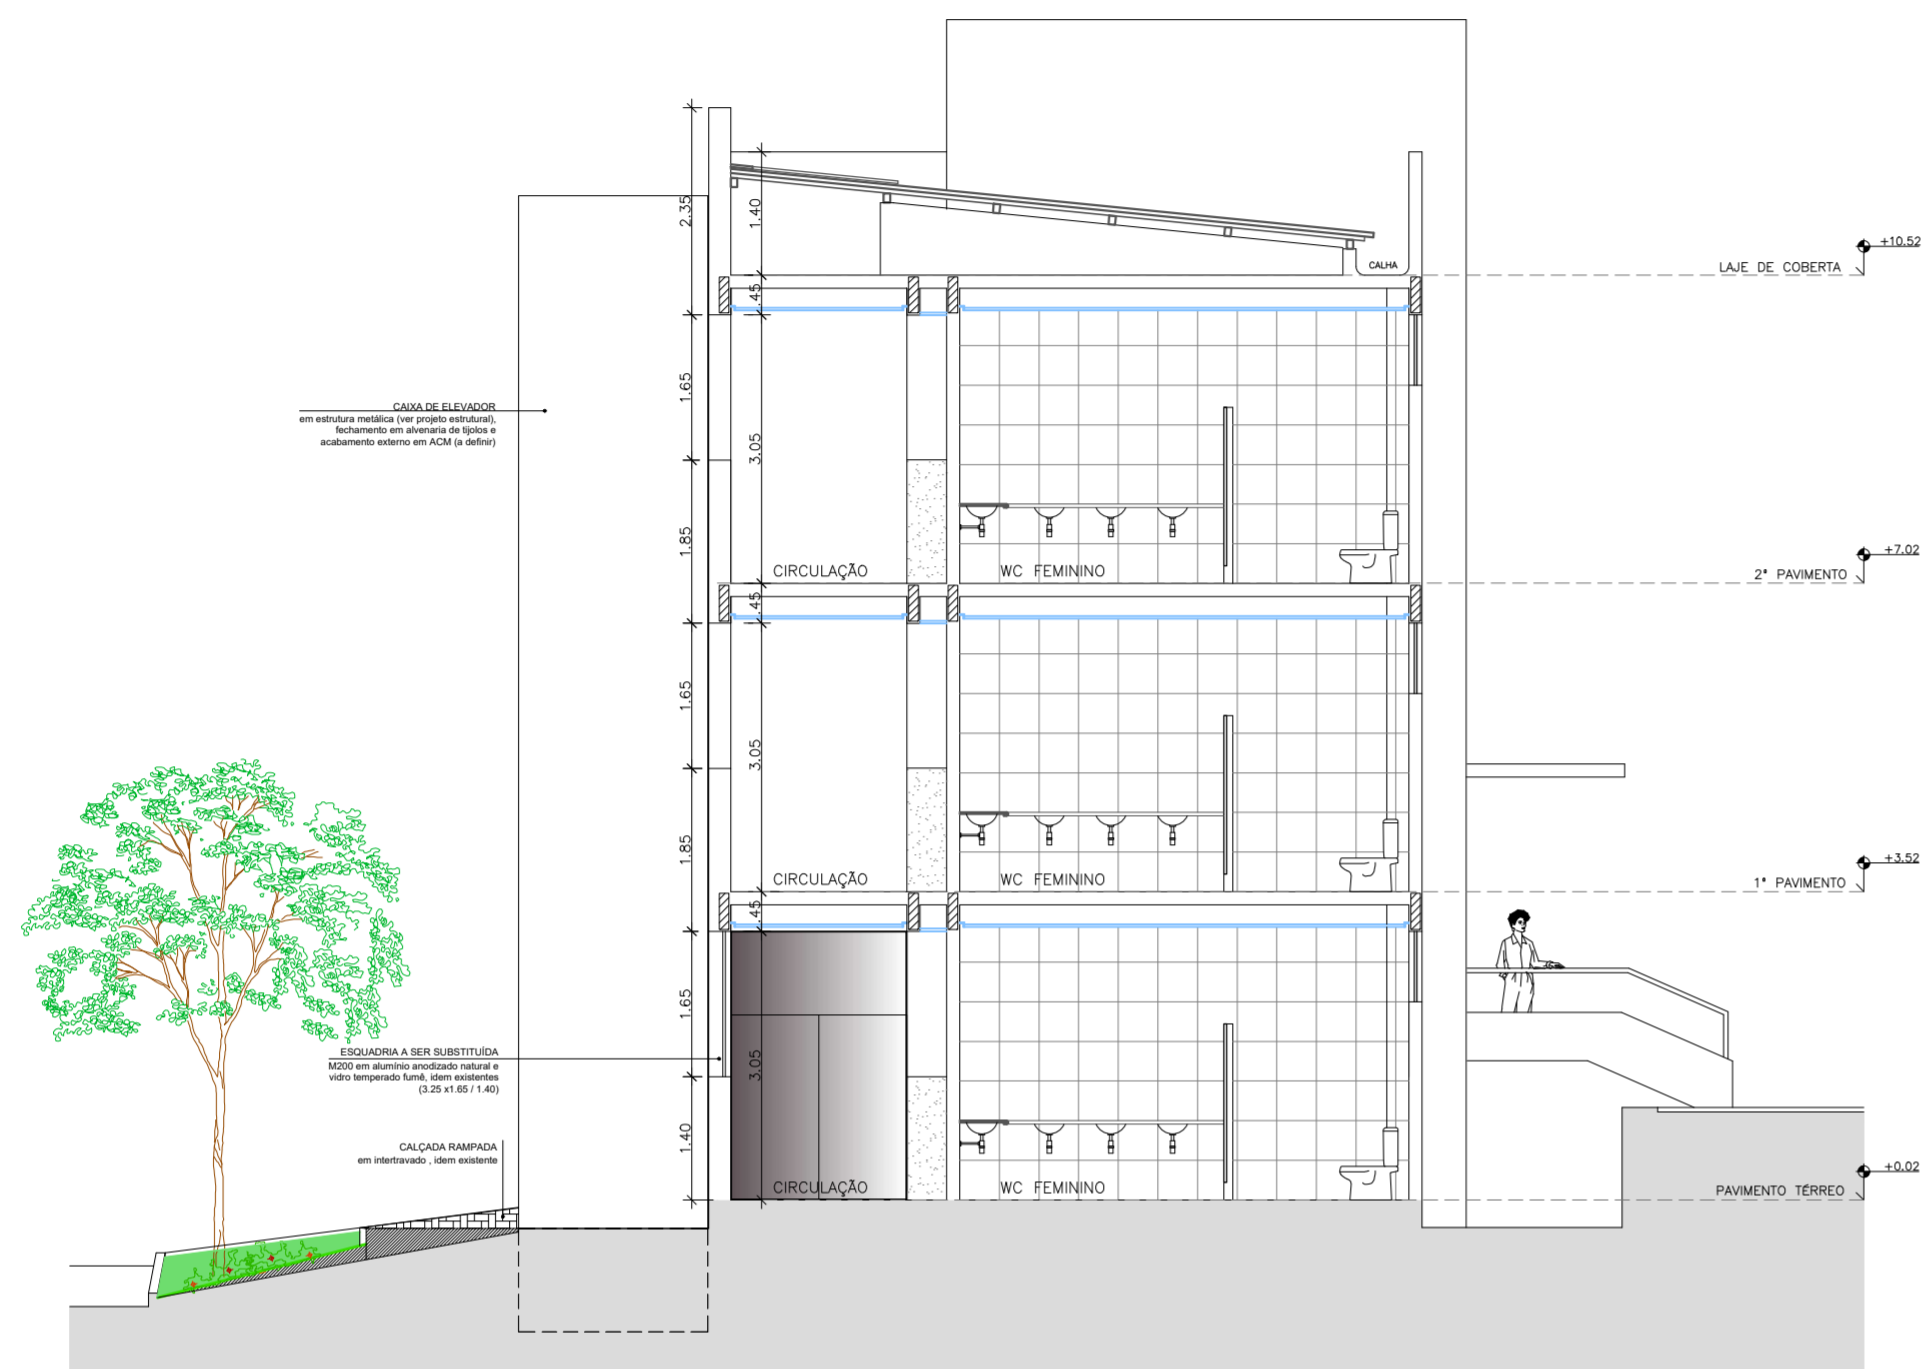 2.35
1.40
+10.52
LAJE DE COBERTA
CALHA
.45
1.65
CAIXA DE ELEVADOR
em estrutura metálica (ver projeto estrutural),
fechamento em alvenaria de tijolos e
acabamento externo em ACM (a definir)
3.05
1.85
+7.02
CIRCULAÇÃO
WC FEMININO
2° PAVIMENTO
.45
1.65
3.05
1.85
+3.52
CIRCULAÇÃO
WC FEMININO
1° PAVIMENTO
.45
1.65
ESQUADRIA A SER SUBSTITUÍDA
M200 em alumínio anodizado natural e
vidro temperado fumê, idem existentes
(3.25 x1.65 / 1.40)
3.05
1.40
CALÇADA RAMPADA
em intertravado , idem existente
+0.02
CIRCULAÇÃO
WC FEMININO
PAVIMENTO TÉRREO